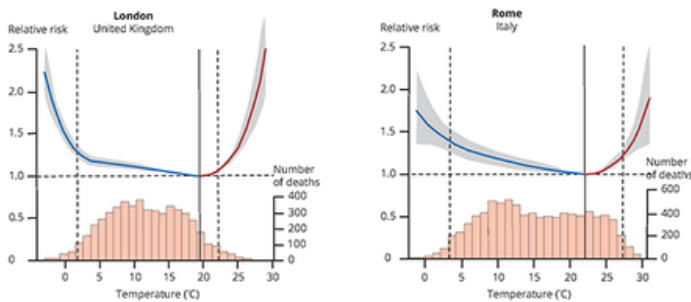 London
United Kingdom
Relative risk
2.5
2.0
1.5
1.0
0.5
0
Number
of deaths
400
300
200
100
0
0 5 10 15 20 25 30
Temperature (°C)
Rome
Italy
Relative risk
2.5
2.0
1.5
1.0
0.5
0
Number
of deaths
600
400
200
0
0 5 10 15 20 25 30
Temperature (°C)